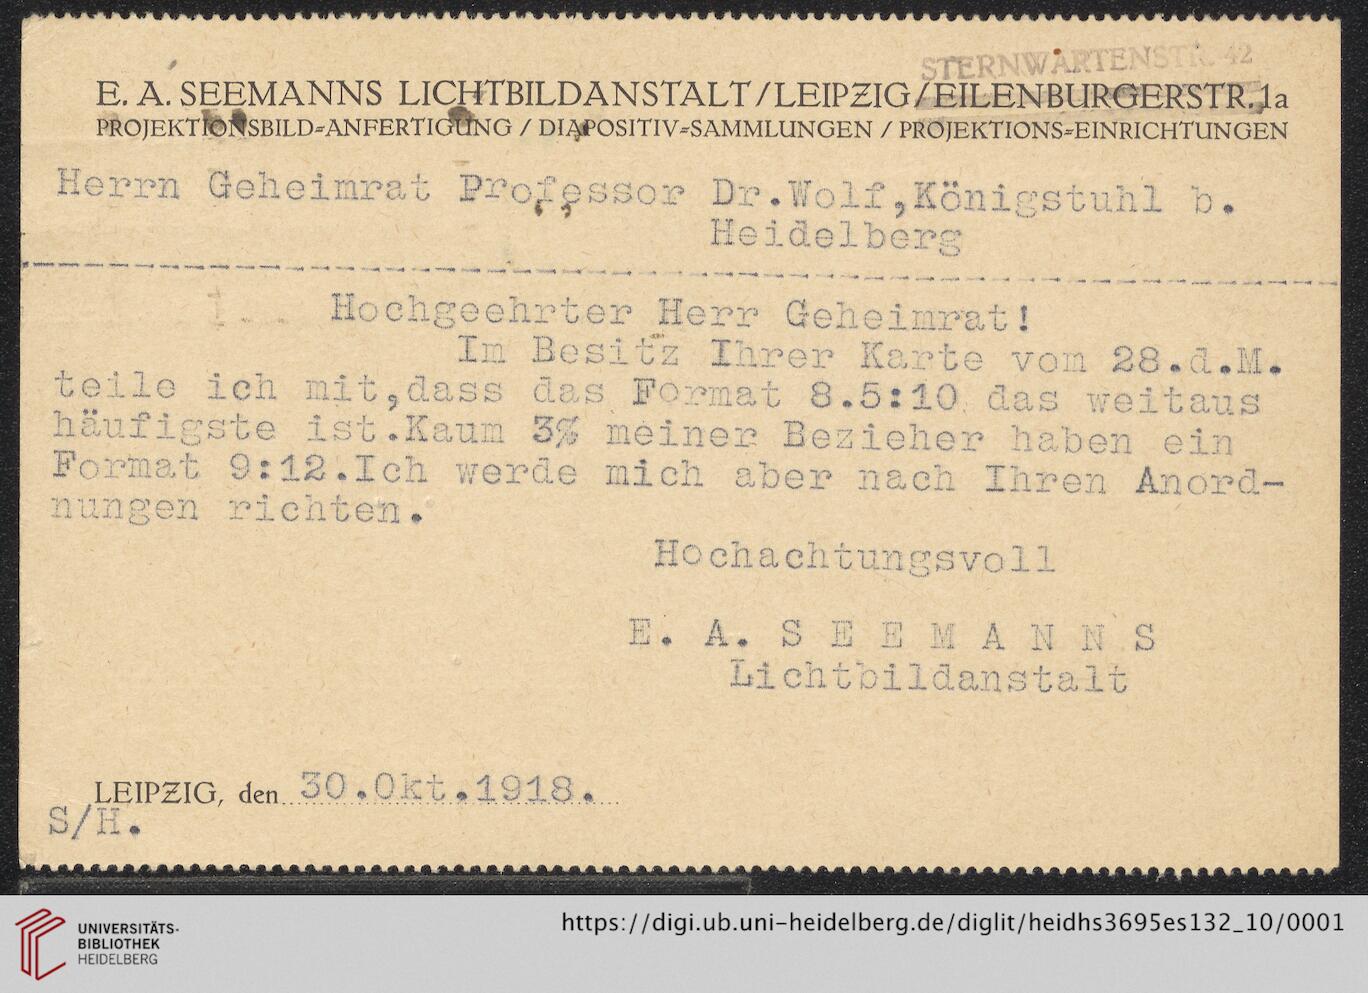 STERNWARTENSTR. 42
E. A. SEEMANNS LICHTBILDANSTALT / LEIPZIG / EILENBURGERSTR. 1a
PROJEKTIONSBILD-ANFERTIGUNG / DIAPOSITIV-SAMMLUNGEN / PROJEKTIONS-EINRICHTUNGEN
Herrn Geheimrat Professor Dr.Wolf,Königstuhl b.
Heidelberg
Hochgeehrter Herr Geheimrat!
Im Besitz Ihrer Karte vom 28.d.M.
teile ich mit,dass das Format 8.5:10 das weitaus
häufigste ist.Kaum 3% meiner Bezieher haben ein
Format 9:12.Ich werde mich aber nach Ihren Anord-
nungen richten.
Hochachtungsvoll
E. A. S E E M A N N S
Lichtbildanstalt
LEIPZIG, den 30.Okt.1918.
S/H.
UNIVERSITÄTS-
BIBLIOTHEK
HEIDELBERG
https://digi.ub.uni-heidelberg.de/diglit/heidhs3695es132_10/0001